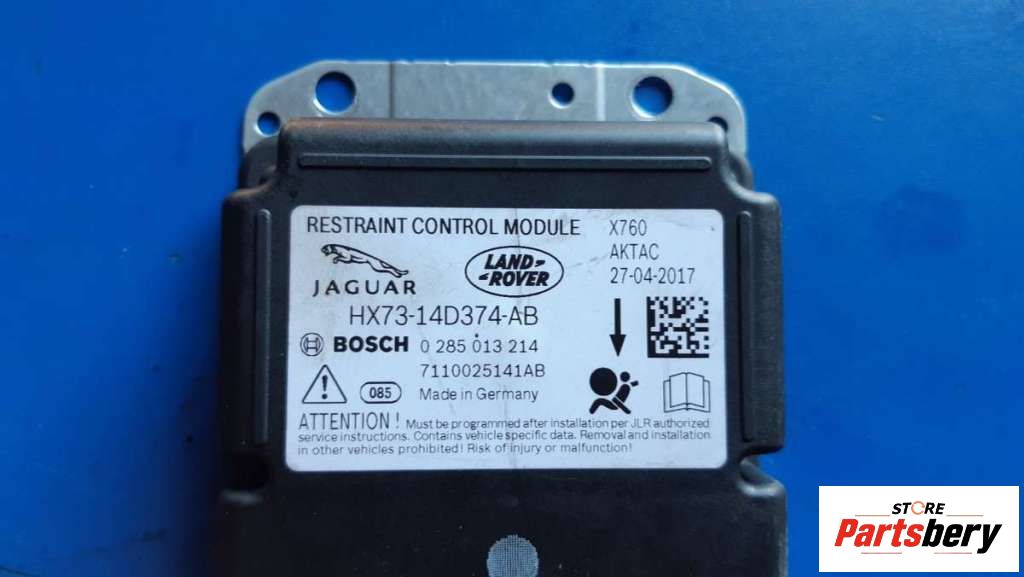 RESTRAINT CONTROL MODULE X760
AKTAC
27-04-2017
JAGUAR
LAND-
-ROVER
HX73-14D374-AB
BOSCH 0 285 013 214
7110025141AB
085 Made in Germany
ATTENTION! Must be programmed after installation per JLR authorized
service instructions. Contains vehicle specific data. Removal and installation
in other vehicles prohibited! Risk of injury or malfunction!
STORE
Partsbery